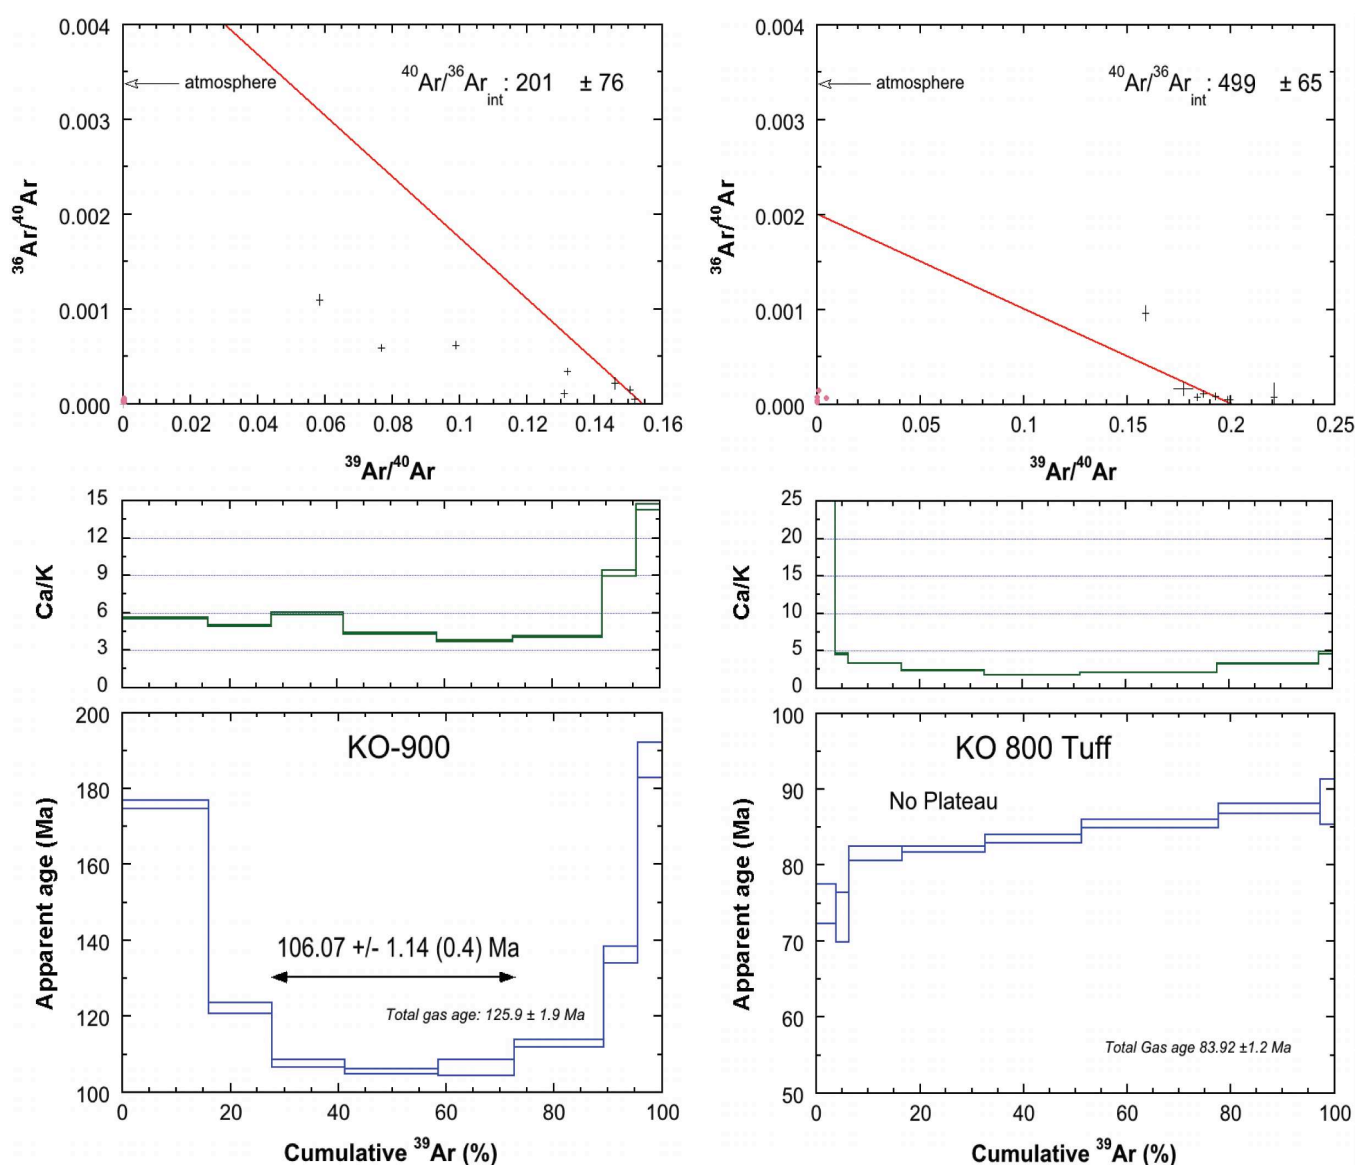 0.004
0.003
0.002
0.001
0.000
atmosphere
⁴⁰Ar/³⁶Ar int : 201 ± 76
³⁶Ar/⁴⁰Ar
0 0.02 0.04 0.06 0.08 0.1 0.12 0.14 0.16
³⁹Ar/⁴⁰Ar
0.004
0.003
0.002
0.001
0.000
atmosphere
⁴⁰Ar/³⁶Ar int : 499 ± 65
³⁶Ar/⁴⁰Ar
0 0.05 0.1 0.15 0.2 0.25
³⁹Ar/⁴⁰Ar
15
12
9
6
3
0
Ca/K
25
20
15
10
5
0
Ca/K
200
180
160
140
120
100
Apparent age (Ma)
KO-900
106.07 +/- 1.14 (0.4) Ma
Total gas age: 125.9 ± 1.9 Ma
0 20 40 60 80 100
Cumulative ³⁹Ar (%)
100
90
80
70
60
50
Apparent age (Ma)
KO 800 Tuff
No Plateau
Total Gas age 83.92 ±1.2 Ma
0 20 40 60 80 100
Cumulative ³⁹Ar (%)